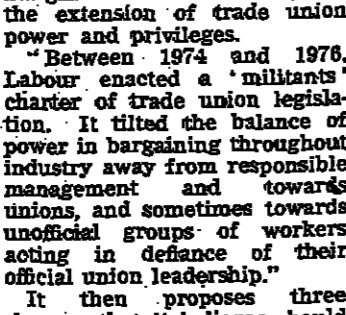 the extension of trade union
power and privileges.
"Between 1974 and 1976,
Labour enacted a 'militants'
charter of trade union legisla-
tion. It tilted the balance of
power in bargaining throughout
industry away from responsible
management and towards
unions, and sometimes towards
unofficial groups of workers
acting in defiance of their
official union leadership."
It then proposes three